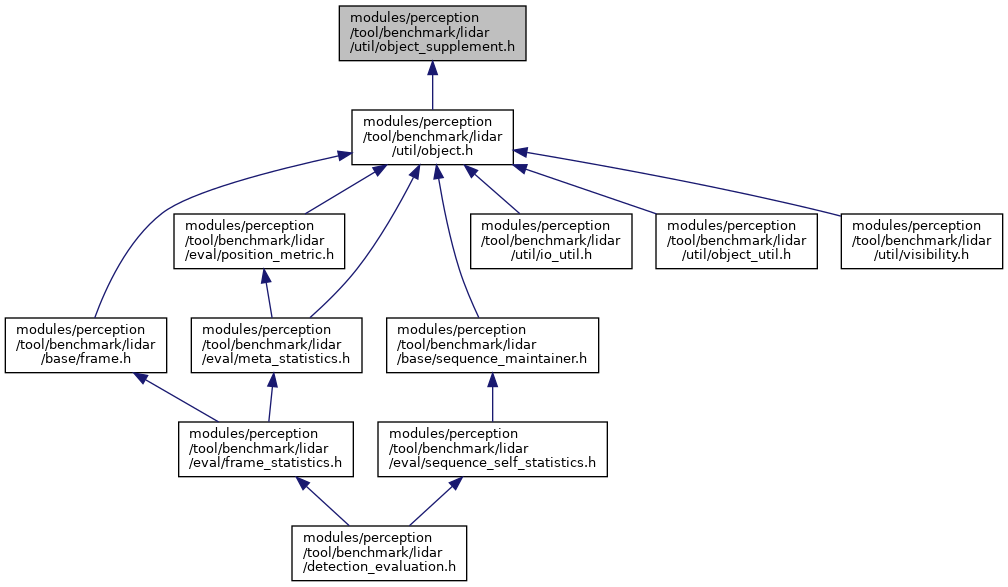 modules/perception
/tool/benchmark/lidar
/util/object_supplement.h
modules/perception
/tool/benchmark/lidar
/util/object.h
modules/perception
/tool/benchmark/lidar
/eval/position_metric.h
modules/perception
/tool/benchmark/lidar
/util/io_util.h
modules/perception
/tool/benchmark/lidar
/util/object_util.h
modules/perception
/tool/benchmark/lidar
/util/visibility.h
modules/perception
/tool/benchmark/lidar
/base/frame.h
modules/perception
/tool/benchmark/lidar
/eval/meta_statistics.h
modules/perception
/tool/benchmark/lidar
/base/sequence_maintainer.h
modules/perception
/tool/benchmark/lidar
/eval/frame_statistics.h
modules/perception
/tool/benchmark/lidar
/eval/sequence_self_statistics.h
modules/perception
/tool/benchmark/lidar
/detection_evaluation.h